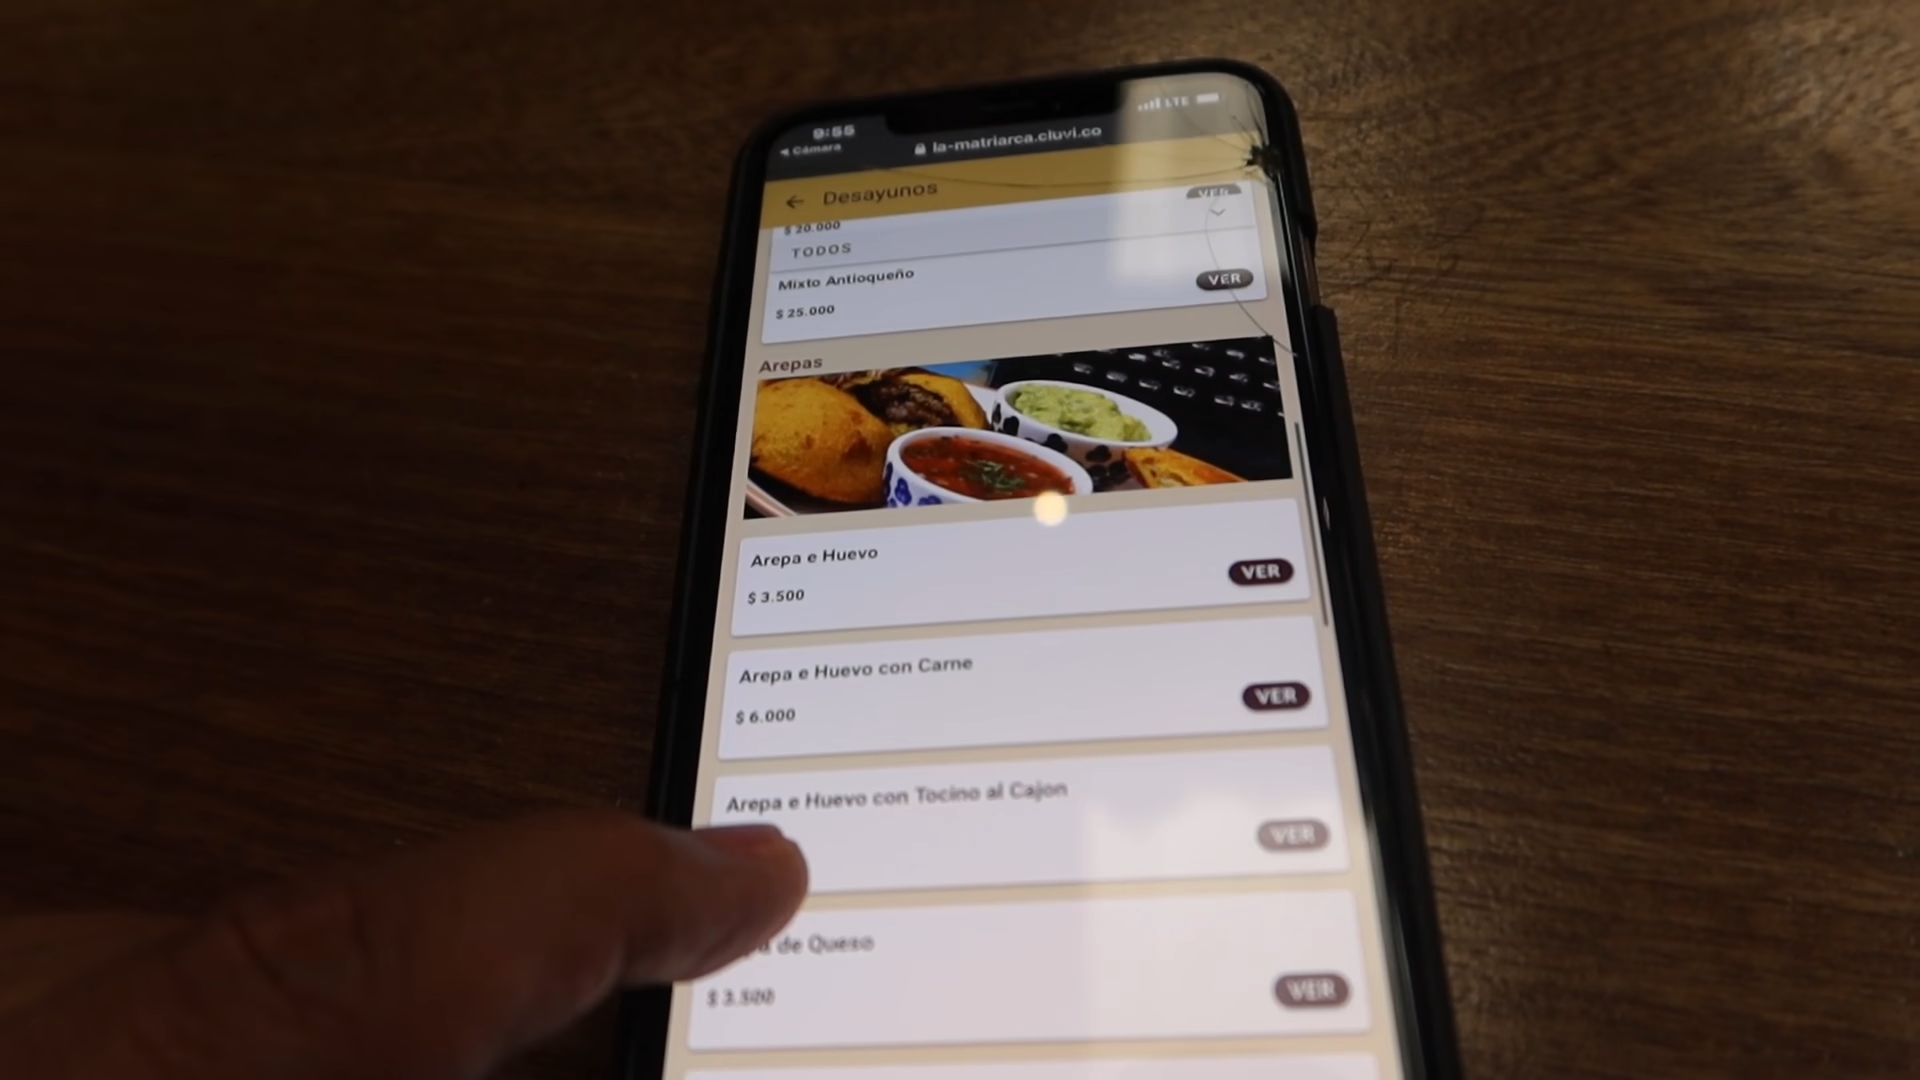 9:55
LTE
◂ Cámara
la-matriarca.cluvi.co
← Desayunos
VER
$ 20.000
TODOS
Mixto Antioqueño
VER
$ 25.000
Arepas
Arepa e Huevo
VER
$ 3.500
Arepa e Huevo con Carne
VER
$ 6.000
Arepa e Huevo con Tocino al Cajon
VER
de Queso
$ 3.500
VER